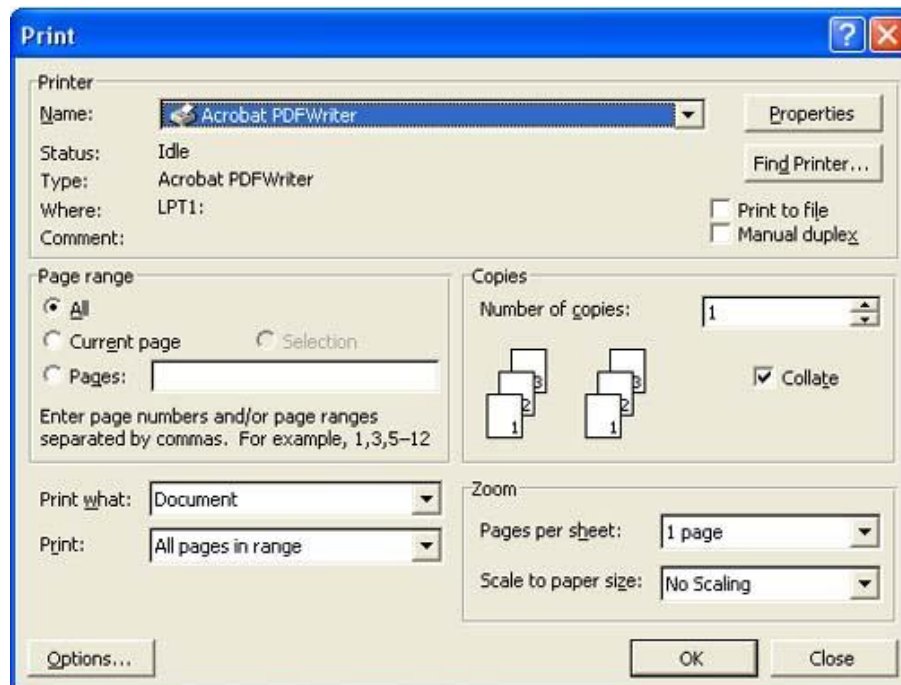 Print
Printer
Name: Acrobat PDFWriter Properties
Status: Idle
Find Printer...
Type: Acrobat PDFWriter
Where: LPT1:
Print to file
Comment:
Manual duplex
Page range
All
Current page Selection
Pages:
Enter page numbers and/or page ranges
separated by commas. For example, 1,3,5–12
Copies
Number of copies: 1
3 3
2 2
1 1
Collate
Print what: Document
Print: All pages in range
Zoom
Pages per sheet: 1 page
Scale to paper size: No Scaling
Options... OK Close